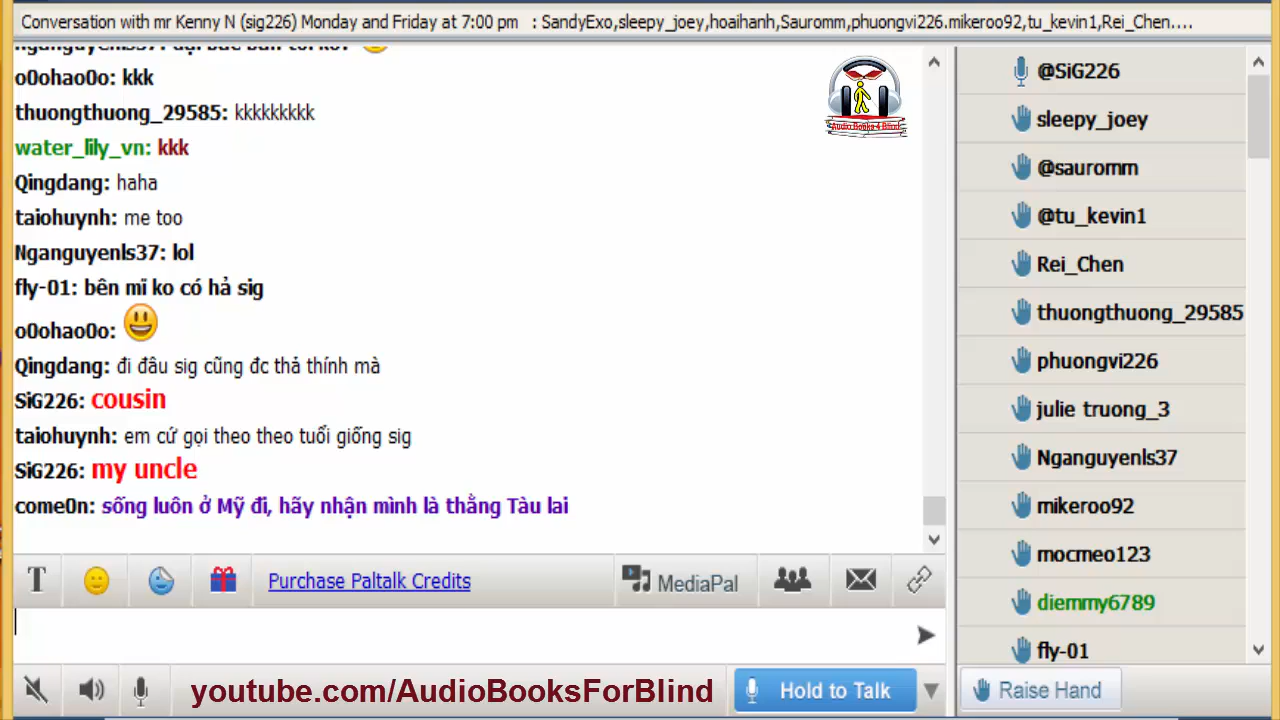 Conversation with mr Kenny N (sig226) Monday and Friday at 7:00 pm : SandyExo,sleepy_joey,hoaihanh,Sauromm,phuongvi226.mikeroo92,tu_kevin1,Rei_Chen....
o0ohao0o: kkk
thuongthuong_29585: kkkkkkkkk
water_lily_vn: kkk
Qingdang: haha
taiohuynh: me too
Nganguyenls37: lol
fly-01: bên mĩ ko có hả sig
o0ohao0o:
Qingdang: đi đâu sig cũng đc thả thính mà
SiG226: cousin
taiohuynh: em cứ gọi theo theo tuổi giống sig
SiG226: my uncle
come0n: sống luôn ở Mỹ đi, hãy nhận mình là thằng Tàu lai
Audio Books 4 Blind
@SiG226
sleepy_joey
@sauromm
@tu_kevin1
Rei_Chen
thuongthuong_29585
phuongvi226
julie truong_3
Nganguyenls37
mikeroo92
mocmeo123
diemmy6789
fly-01
T
Purchase Paltalk Credits
MediaPal
youtube.com/AudioBooksForBlind
Hold to Talk
Raise Hand